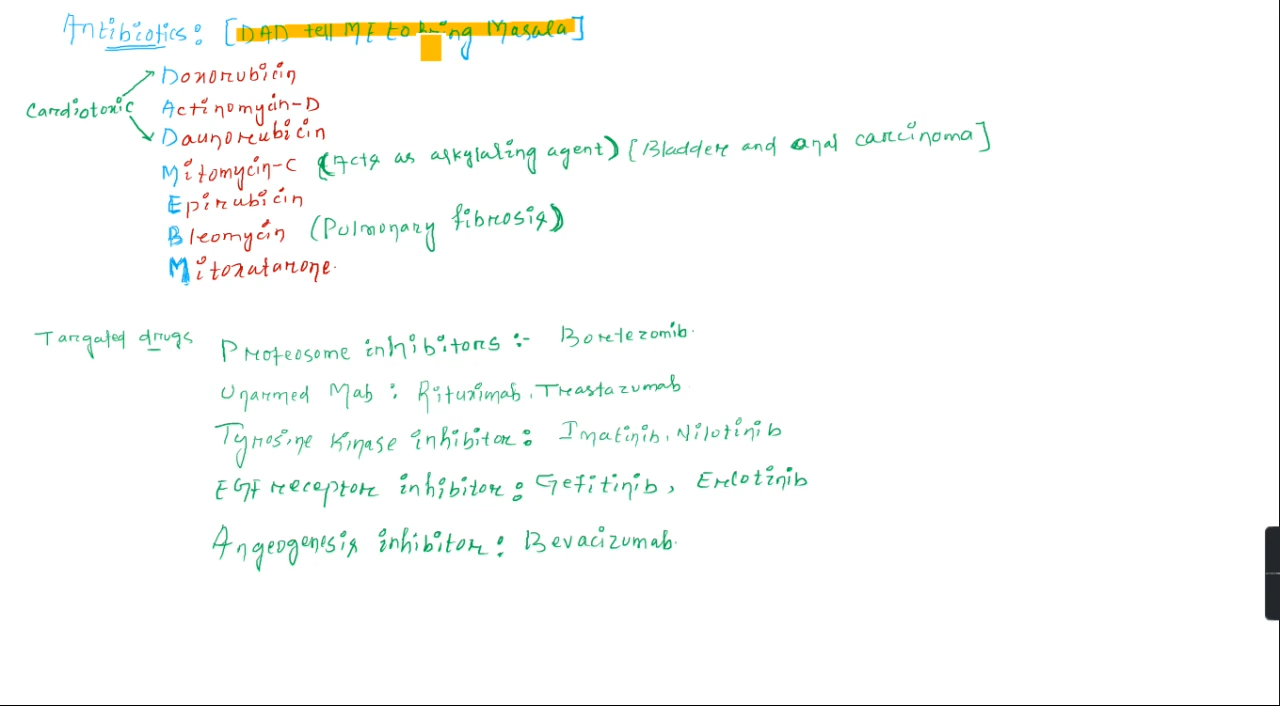 Antibiotics: [DAD tell ME to bring Masala]
Doxorubicin
Cardiotoxic Actinomycin-D
Daunorubicin
Mitomycin-C (Acts as alkylating agent) [Bladder and anal carcinoma]
Epirubicin
Bleomycin (Pulmonary fibrosis)
Mitoxatarone.
Targated drugs Proteosome inhibitors :- Bortezomib.
Unarmed Mab : Rituximab, Trastazumab.
Tyrosine Kinase inhibitor : Imatinib, Nilotinib
EGF receptor inhibitor : Gefitinib, Erlotinib
Angeogenesis inhibitor : Bevacizumab.